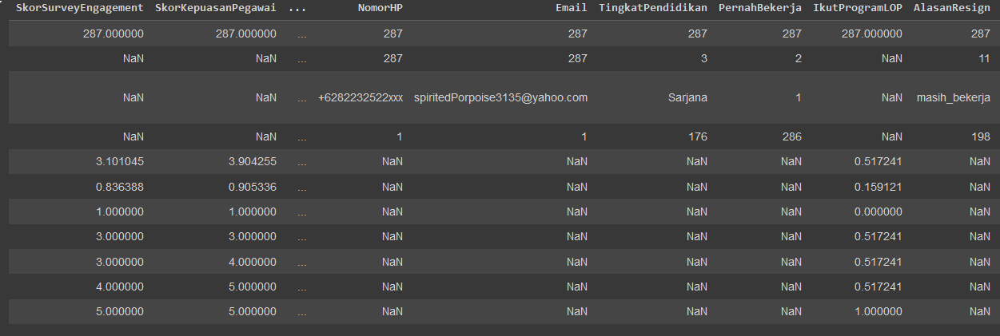 SkorSurveyEngagement SkorKepuasanPegawai ... NomorHP Email TingkatPendidikan PernahBekerja IkutProgramLOP AlasanResign
287.000000 287.000000 ... 287 287 287 287 287.000000 287
NaN NaN ... 287 287 3 2 NaN 11
NaN NaN ... +6282232522xxx spiritedPorpoise3135@yahoo.com Sarjana 1 NaN masih_bekerja
NaN NaN ... 1 1 176 286 NaN 198
3.101045 3.904255 ... NaN NaN NaN NaN 0.517241 NaN
0.836388 0.905336 ... NaN NaN NaN NaN 0.159121 NaN
1.000000 1.000000 ... NaN NaN NaN NaN 0.000000 NaN
3.000000 3.000000 ... NaN NaN NaN NaN 0.517241 NaN
3.000000 4.000000 ... NaN NaN NaN NaN 0.517241 NaN
4.000000 5.000000 ... NaN NaN NaN NaN 0.517241 NaN
5.000000 5.000000 ... NaN NaN NaN NaN 1.000000 NaN